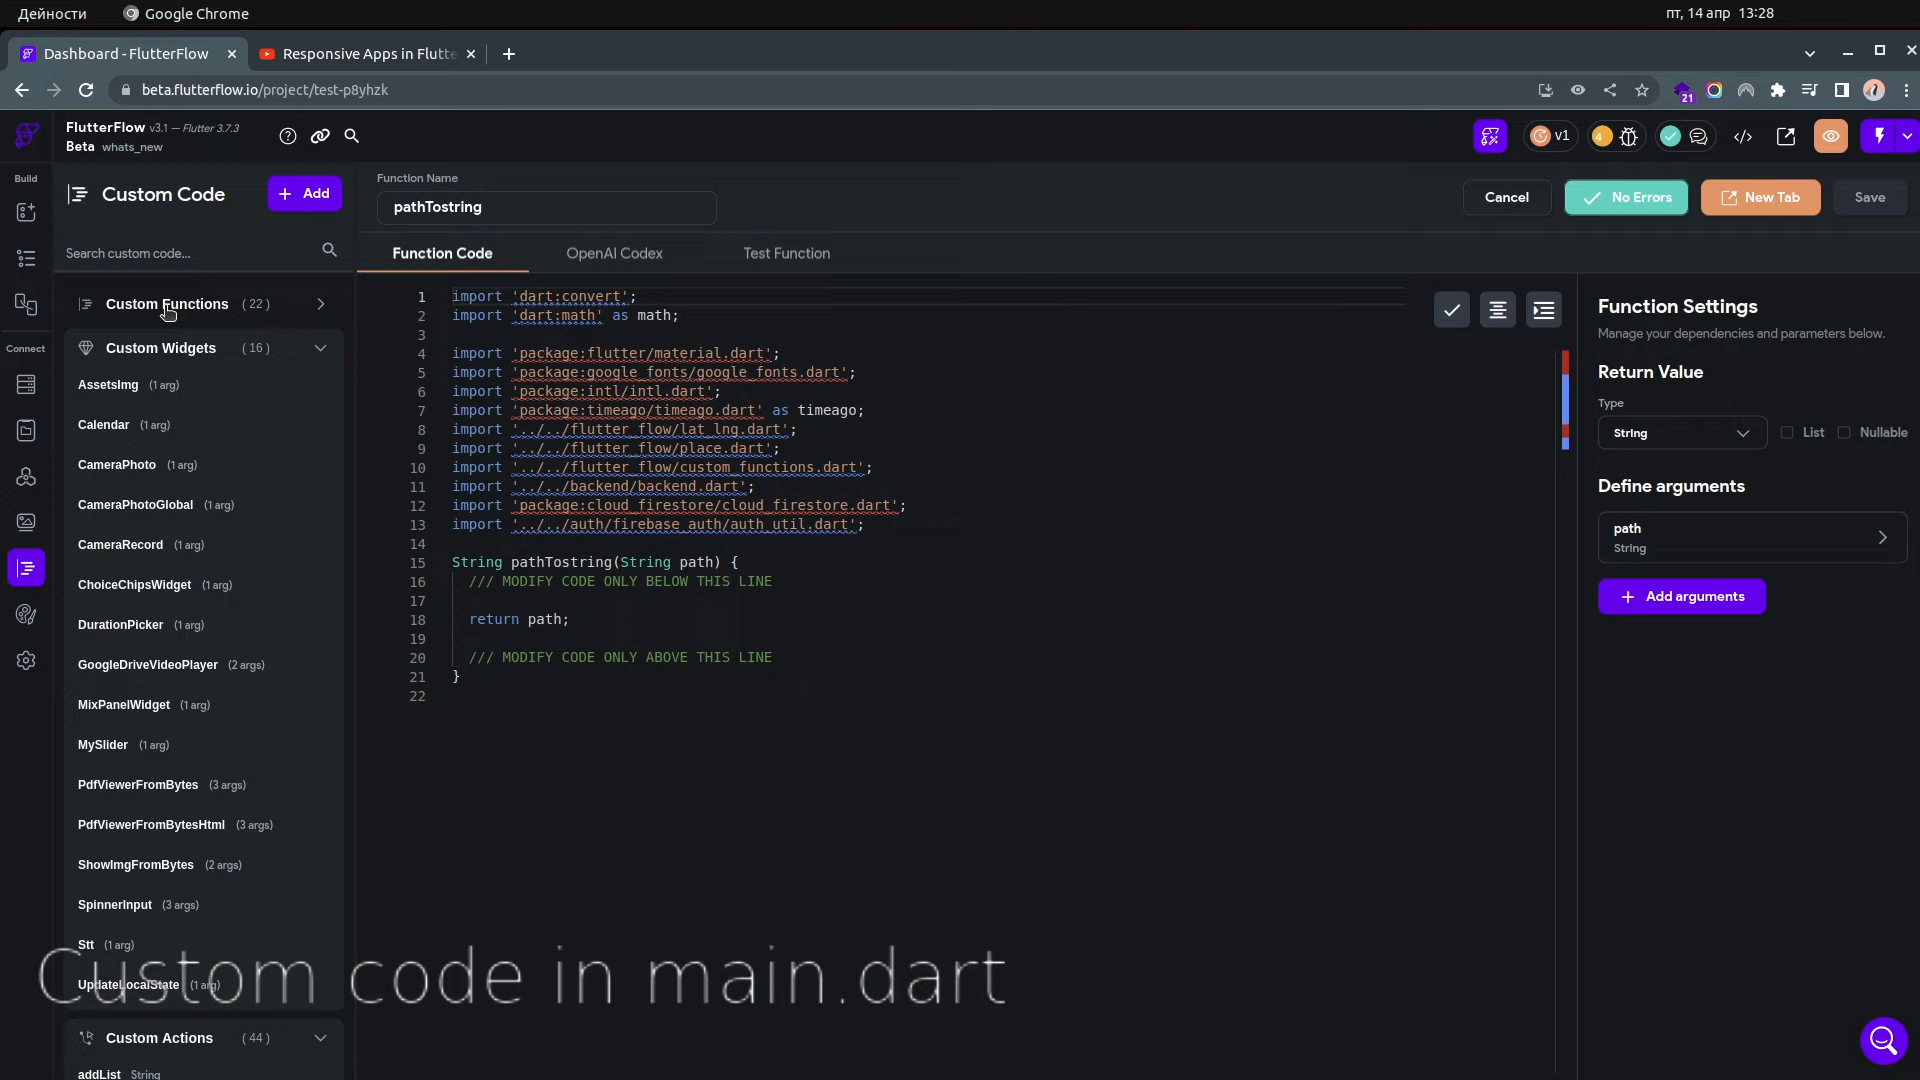 Дейности
Google Chrome
пт, 14 апр 13:28
Dashboard - FlutterFlow
Responsive Apps in Flutte
beta.flutterflow.io/project/test-p8yhzk
21
FlutterFlow v3.1 — Flutter 3.7.3
Beta whats_new
v1
4
Build
Connect
Custom Code
+ Add
Search custom code...
Custom Functions ( 22 )
Custom Widgets ( 16 )
AssetsImg (1 arg)
Calendar (1 arg)
CameraPhoto (1 arg)
CameraPhotoGlobal (1 arg)
CameraRecord (1 arg)
ChoiceChipsWidget (1 arg)
DurationPicker (1 arg)
GoogleDriveVideoPlayer (2 args)
MixPanelWidget (1 arg)
MySlider (1 arg)
PdfViewerFromBytes (3 args)
PdfViewerFromBytesHtml (3 args)
ShowImgFromBytes (2 args)
SpinnerInput (3 args)
Stt (1 arg)
UpdateLocalState (1 arg)
Custom Actions ( 44 )
addList String
Function Name
pathTostring
Cancel
No Errors
New Tab
Save
Function Code
OpenAI Codex
Test Function
1 import 'dart:convert';
2 import 'dart:math' as math;
3
4 import 'package:flutter/material.dart';
5 import 'package:google_fonts/google_fonts.dart';
6 import 'package:intl/intl.dart';
7 import 'package:timeago/timeago.dart' as timeago;
8 import '../../flutter_flow/lat_lng.dart';
9 import '../../flutter_flow/place.dart';
10 import '../../flutter_flow/custom_functions.dart';
11 import '../../backend/backend.dart';
12 import 'package:cloud_firestore/cloud_firestore.dart';
13 import '../../auth/firebase_auth/auth_util.dart';
14
15 String pathTostring(String path) {
16 /// MODIFY CODE ONLY BELOW THIS LINE
17
18 return path;
19
20 /// MODIFY CODE ONLY ABOVE THIS LINE
21 }
22
Function Settings
Manage your dependencies and parameters below.
Return Value
Type
String
List
Nullable
Define arguments
path
String
+ Add arguments
Custom code in main.dart